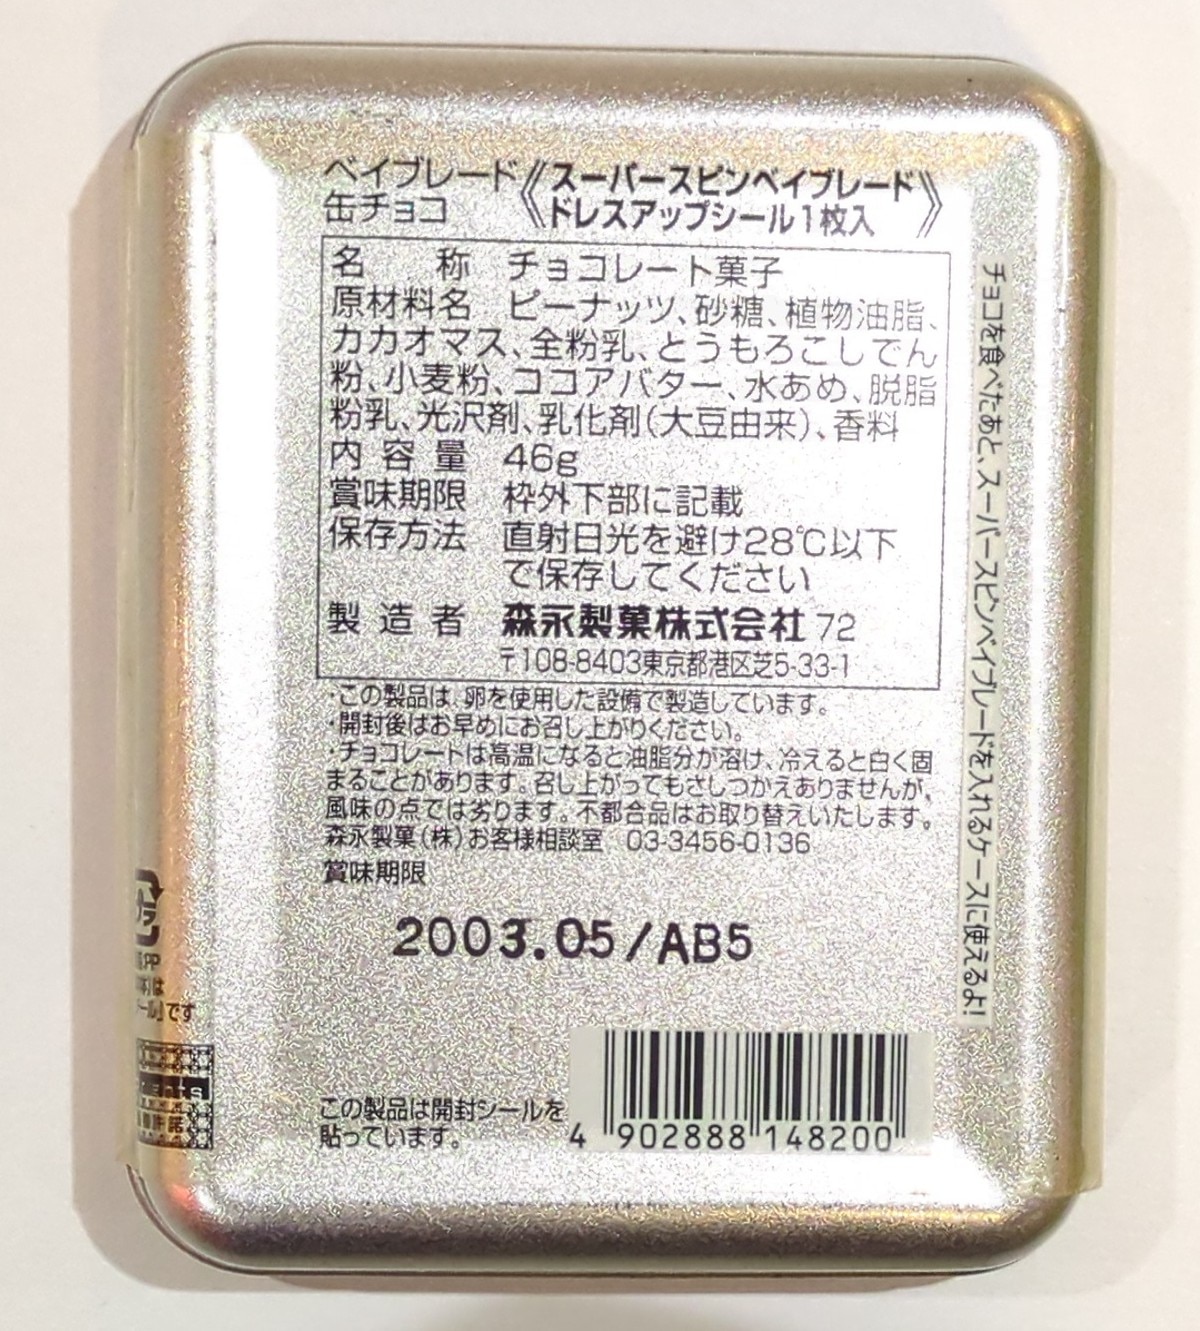 ベイブレード
缶チョコ
《スーパースピンベイブレード
ドレスアップシール1枚入》
名称 チョコレート菓子
原材料名 ピーナッツ、砂糖、植物油脂、
カカオマス、全粉乳、とうもろこしでん
粉、小麦粉、ココアバター、水あめ、脱脂
粉乳、光沢剤、乳化剤(大豆由来)、香料
内容量 46g
賞味期限 枠外下部に記載
保存方法 直射日光を避け28℃以下
で保存してください
製造者 森永製菓株式会社 72
〒108-8403東京都港区芝5-33-1
・この製品は、卵を使用した設備で製造しています。
・開封後はお早めにお召し上がりください。
・チョコレートは高温になると油脂分が溶け、冷えると白く固
まることがあります。召し上がってもさしつかえありませんが、
風味の点では劣ります。不都合品はお取り替えいたします。
森永製菓(株)お客様相談室 03-3456-0136
賞味期限
2003.05/AB5
この製品は開封シールを
貼っています。
4 902888 148200
チョコを食べたあと、スーパースピンベイブレードを入れるケースに使えるよ!
です